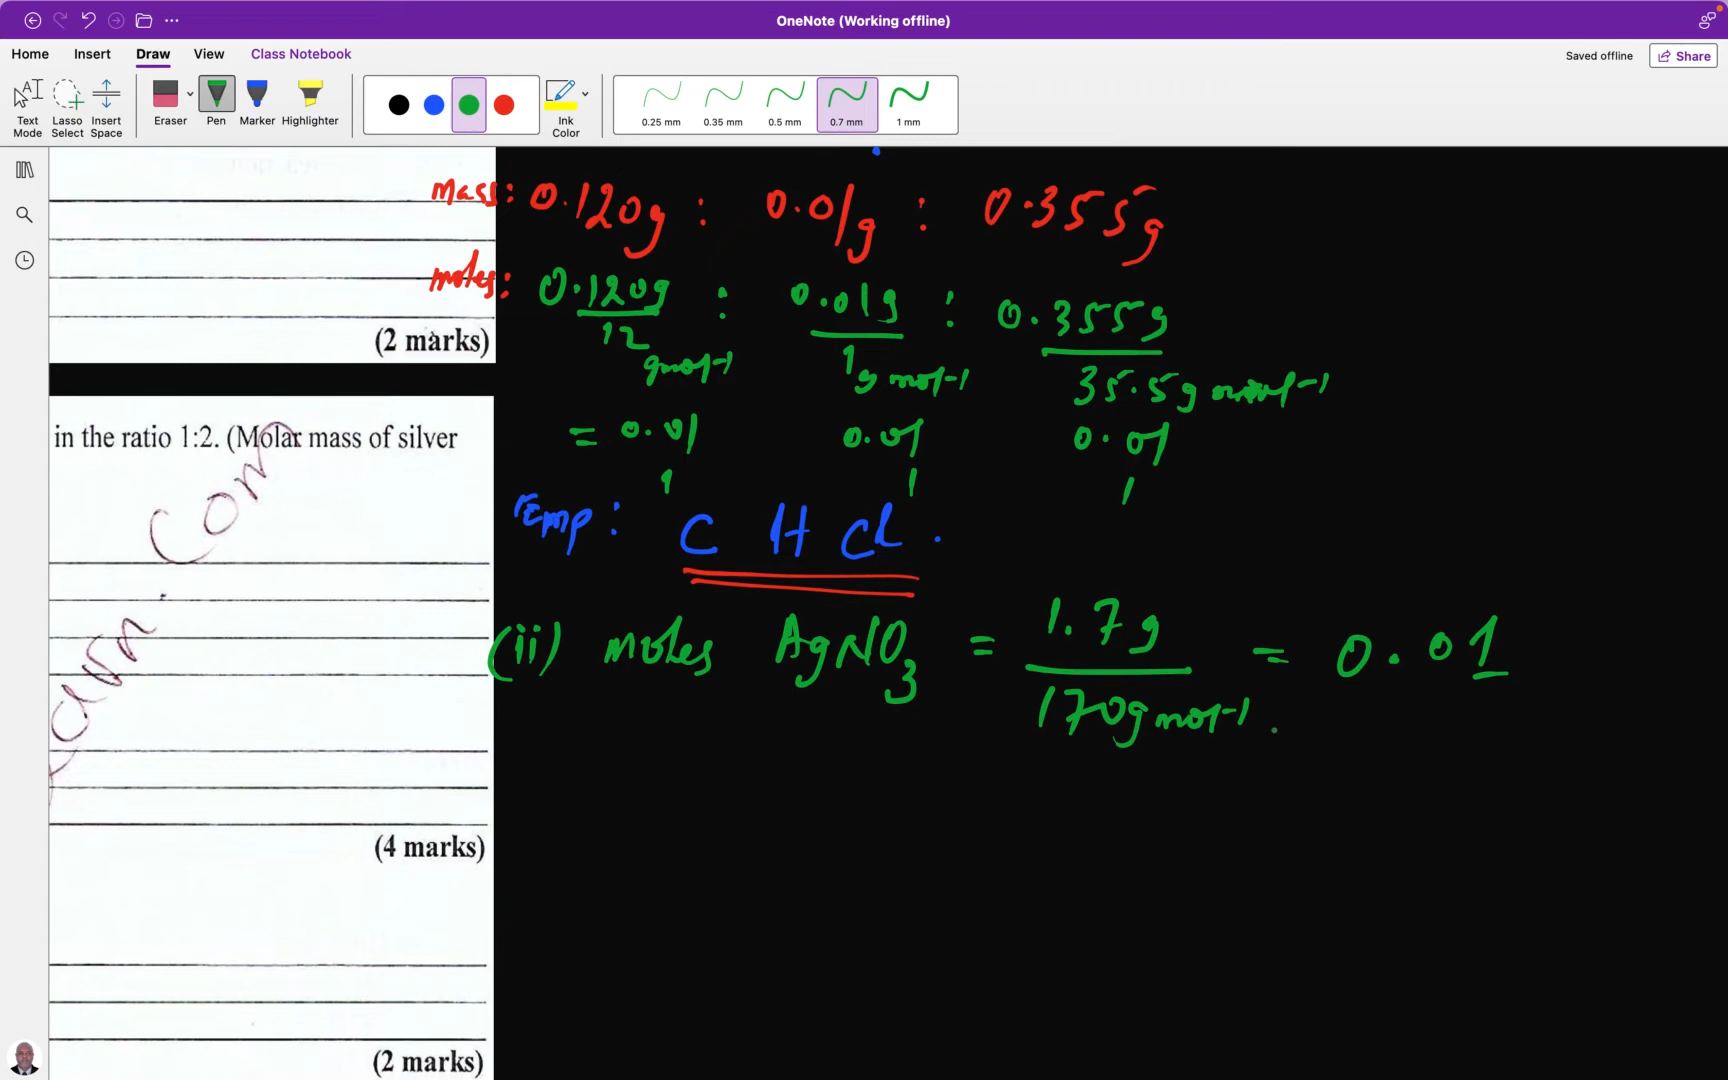 OneNote (Working offline)
Home Insert Draw View Class Notebook
Saved offline Share
Text Mode
Lasso Select
Insert Space
Eraser Pen Marker Highlighter
Ink Color
0.25 mm 0.35 mm 0.5 mm 0.7 mm 1 mm
mass: 0.120g : 0.01g : 0.355g
moles: 0.120g : 0.01g : 0.355g
12 gmol-1 1g mol-1 35.5g mol-1
(2 marks)
= 0.01 0.01 0.01
1 1 1
in the ratio 1:2. (Molar mass of silver
Emp: C H Cl.
.Com
(ii) moles AgNO3 = 1.7g = 0.01
170gmol-1.
(4 marks)
(2 marks)